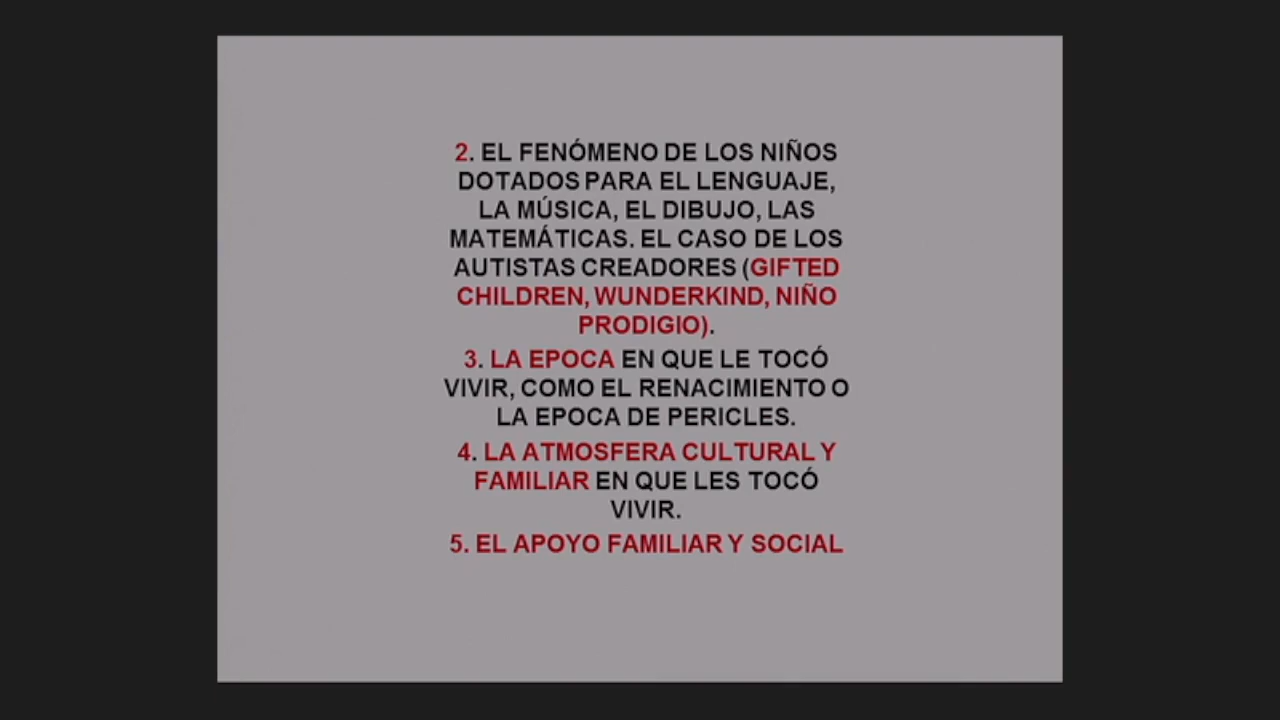 2. EL FENÓMENO DE LOS NIÑOS
DOTADOS PARA EL LENGUAJE,
LA MÚSICA, EL DIBUJO, LAS
MATEMÁTICAS. EL CASO DE LOS
AUTISTAS CREADORES (GIFTED
CHILDREN, WUNDERKIND, NIÑO
PRODIGIO).
3. LA EPOCA EN QUE LE TOCÓ
VIVIR, COMO EL RENACIMIENTO O
LA EPOCA DE PERICLES.
4. LA ATMOSFERA CULTURAL Y
FAMILIAR EN QUE LES TOCÓ
VIVIR.
5. EL APOYO FAMILIAR Y SOCIAL